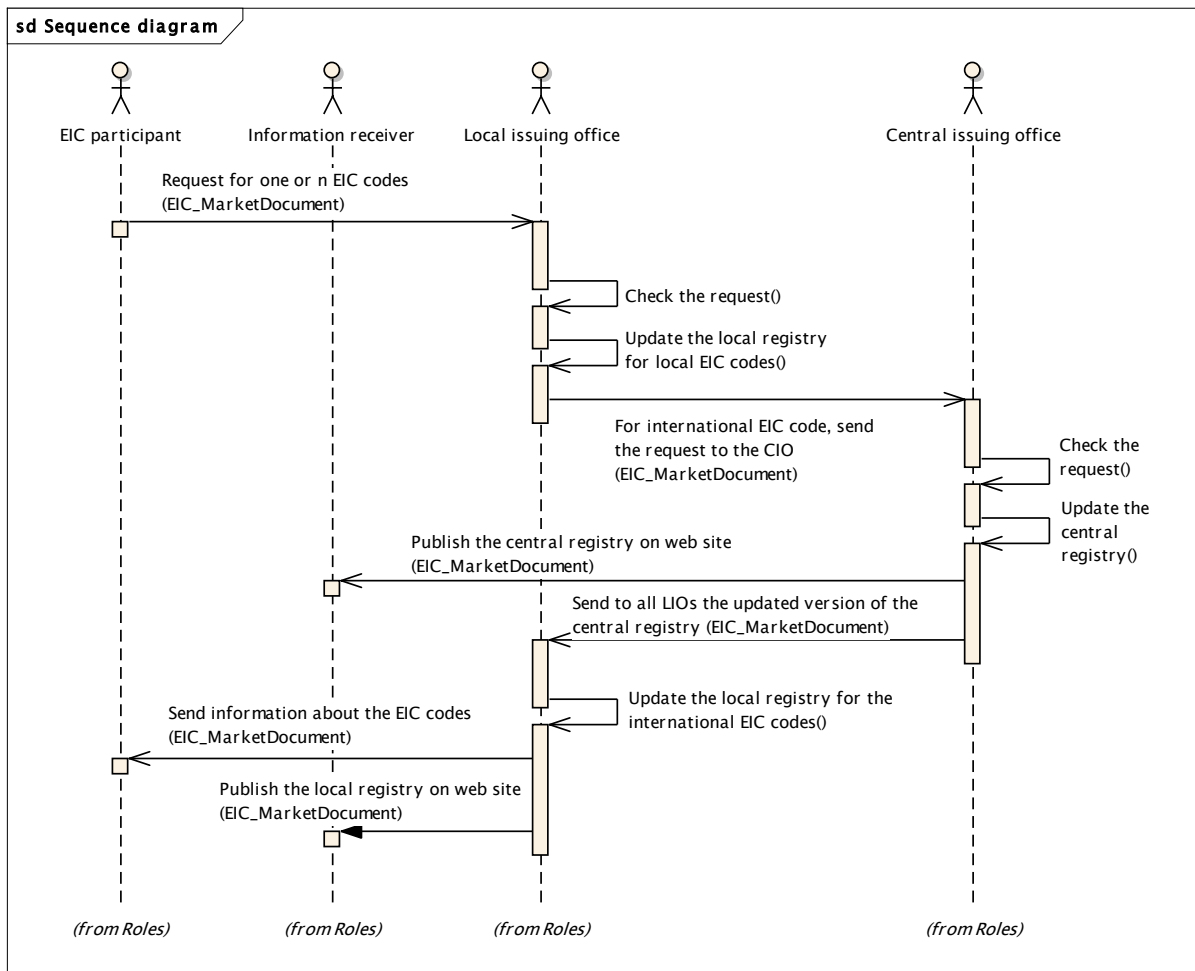 sd Sequence diagram
EIC participant
Information receiver
Local issuing office
Central issuing office
Request for one or n EIC codes
(EIC_MarketDocument)
Check the request()
Update the local registry
for local EIC codes()
For international EIC code, send
the request to the CIO
(EIC_MarketDocument)
Check the
request()
Update the
central
registry()
Publish the central registry on web site
(EIC_MarketDocument)
Send to all LIOs the updated version of the
central registry (EIC_MarketDocument)
Update the local registry for the
international EIC codes()
Send information about the EIC codes
(EIC_MarketDocument)
Publish the local registry on web site
(EIC_MarketDocument)
(from Roles)
(from Roles)
(from Roles)
(from Roles)